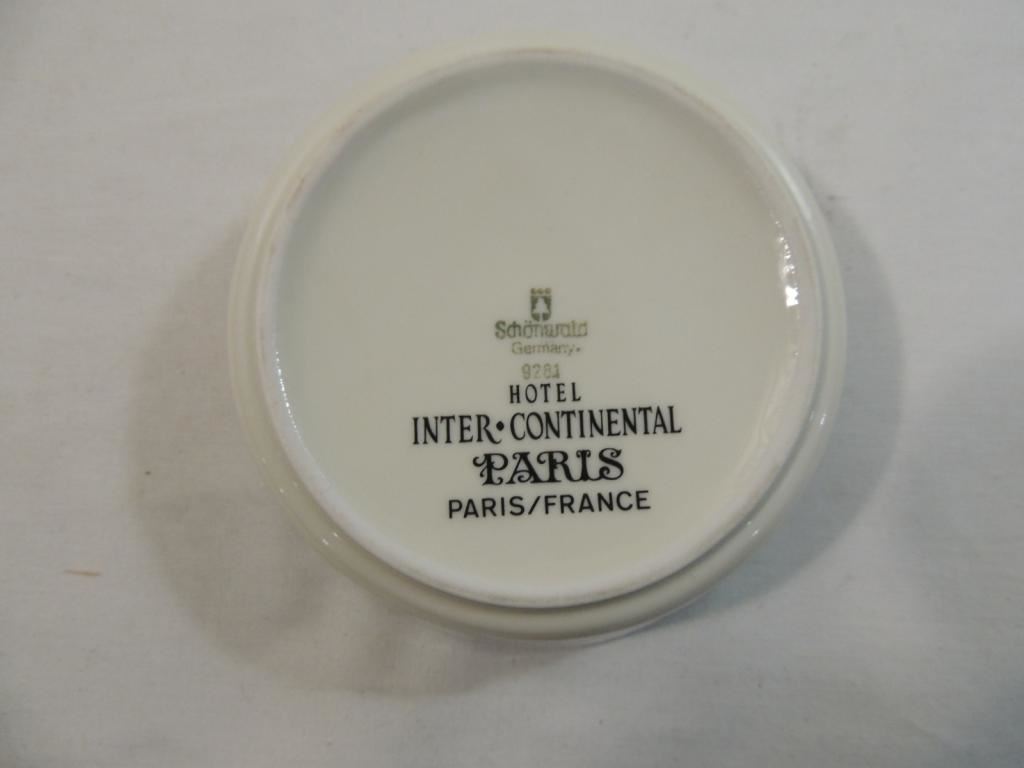 Schönwald
Germany.
9281
HOTEL
INTER•CONTINENTAL
PARIS
PARIS/FRANCE